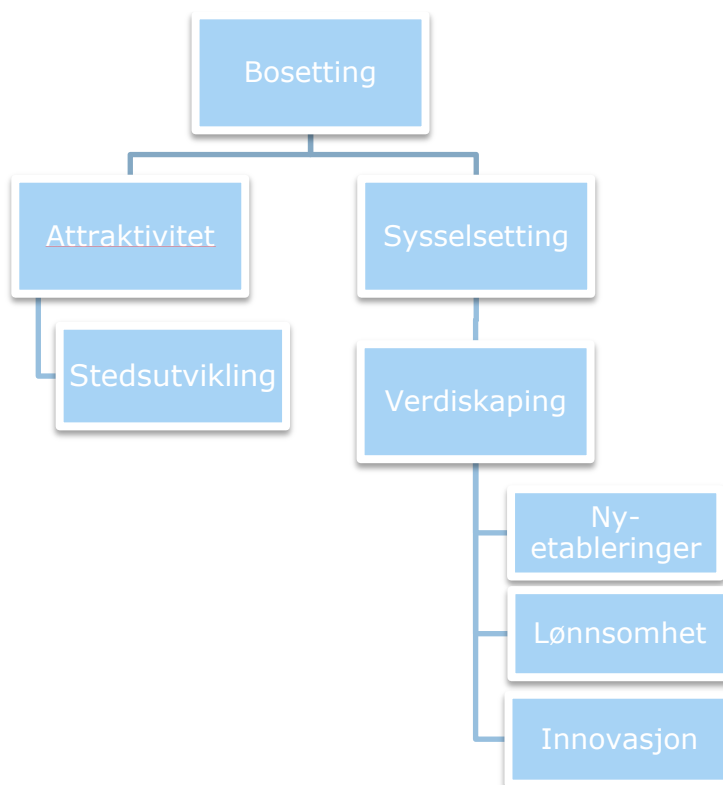 Bosetting
Attraktivitet
Sysselsetting
Stedsutvikling
Verdiskaping
Ny-
etableringer
Lønnsomhet
Innovasjon